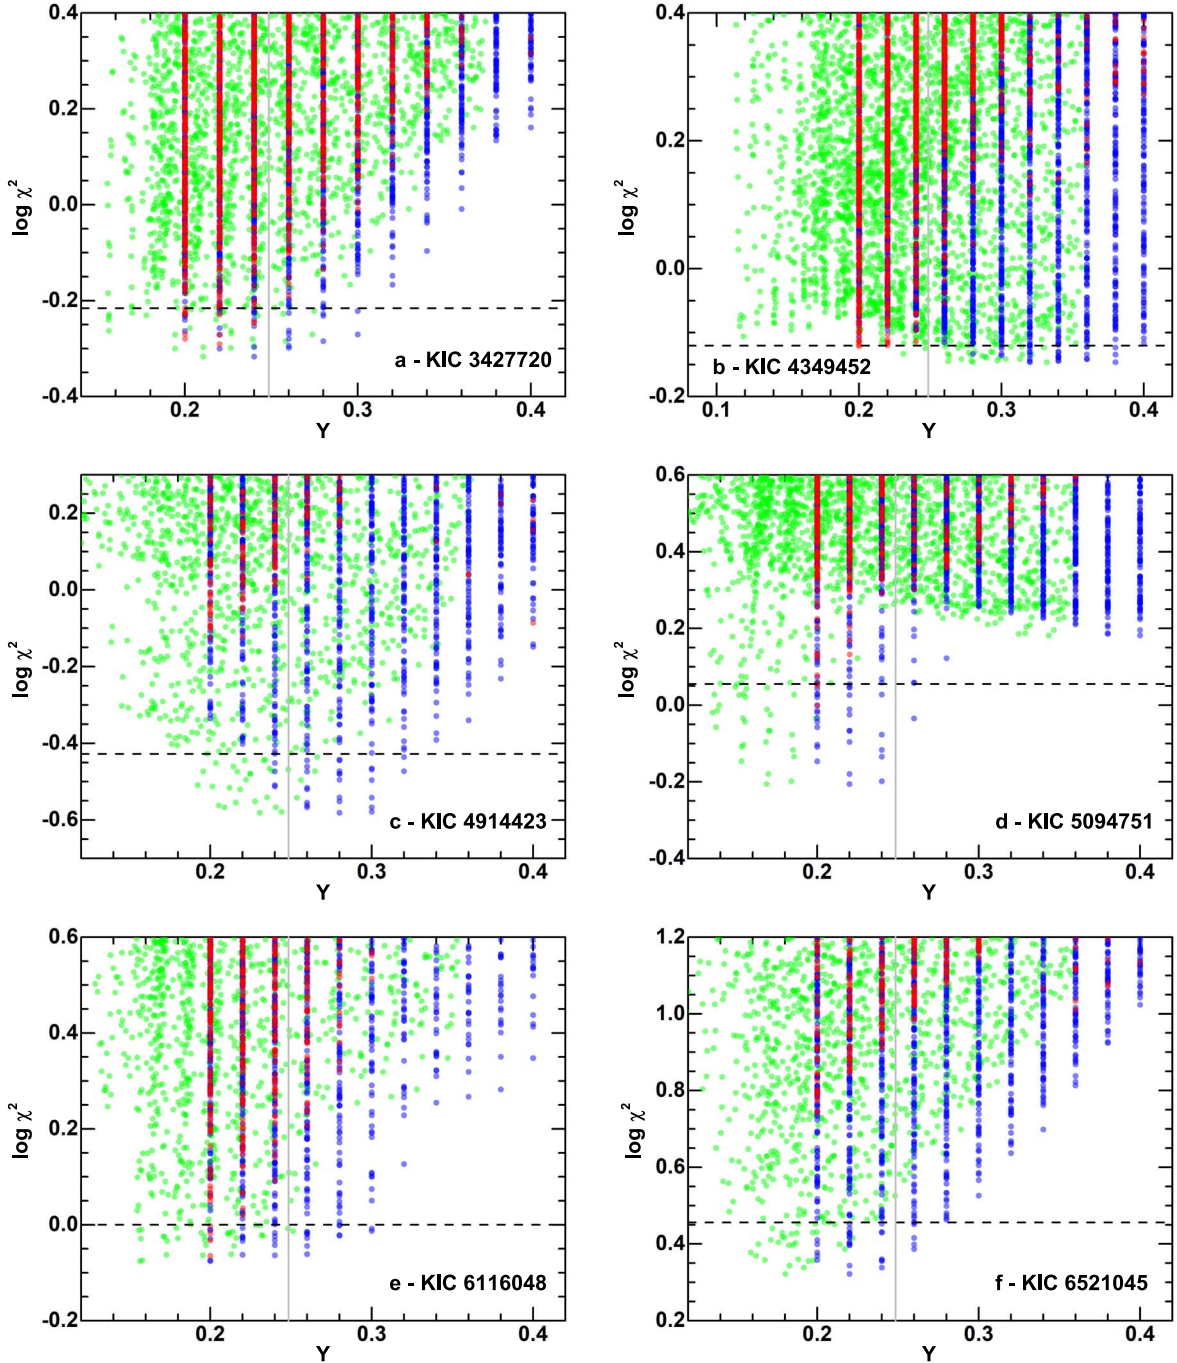 0.4
0.2
0.0
-0.2
-0.4
log χ²
0.2 0.3 0.4
Y
a - KIC 3427720
0.4
0.2
0.0
-0.2
log χ²
0.1 0.2 0.3 0.4
Y
b - KIC 4349452
0.2
0.0
-0.2
-0.4
-0.6
log χ²
0.2 0.3 0.4
Y
c - KIC 4914423
0.6
0.4
0.2
0.0
-0.2
-0.4
log χ²
0.2 0.3 0.4
Y
d - KIC 5094751
0.6
0.4
0.2
0.0
-0.2
log χ²
0.2 0.3 0.4
Y
e - KIC 6116048
1.2
1.0
0.8
0.6
0.4
0.2
log χ²
0.2 0.3 0.4
Y
f - KIC 6521045